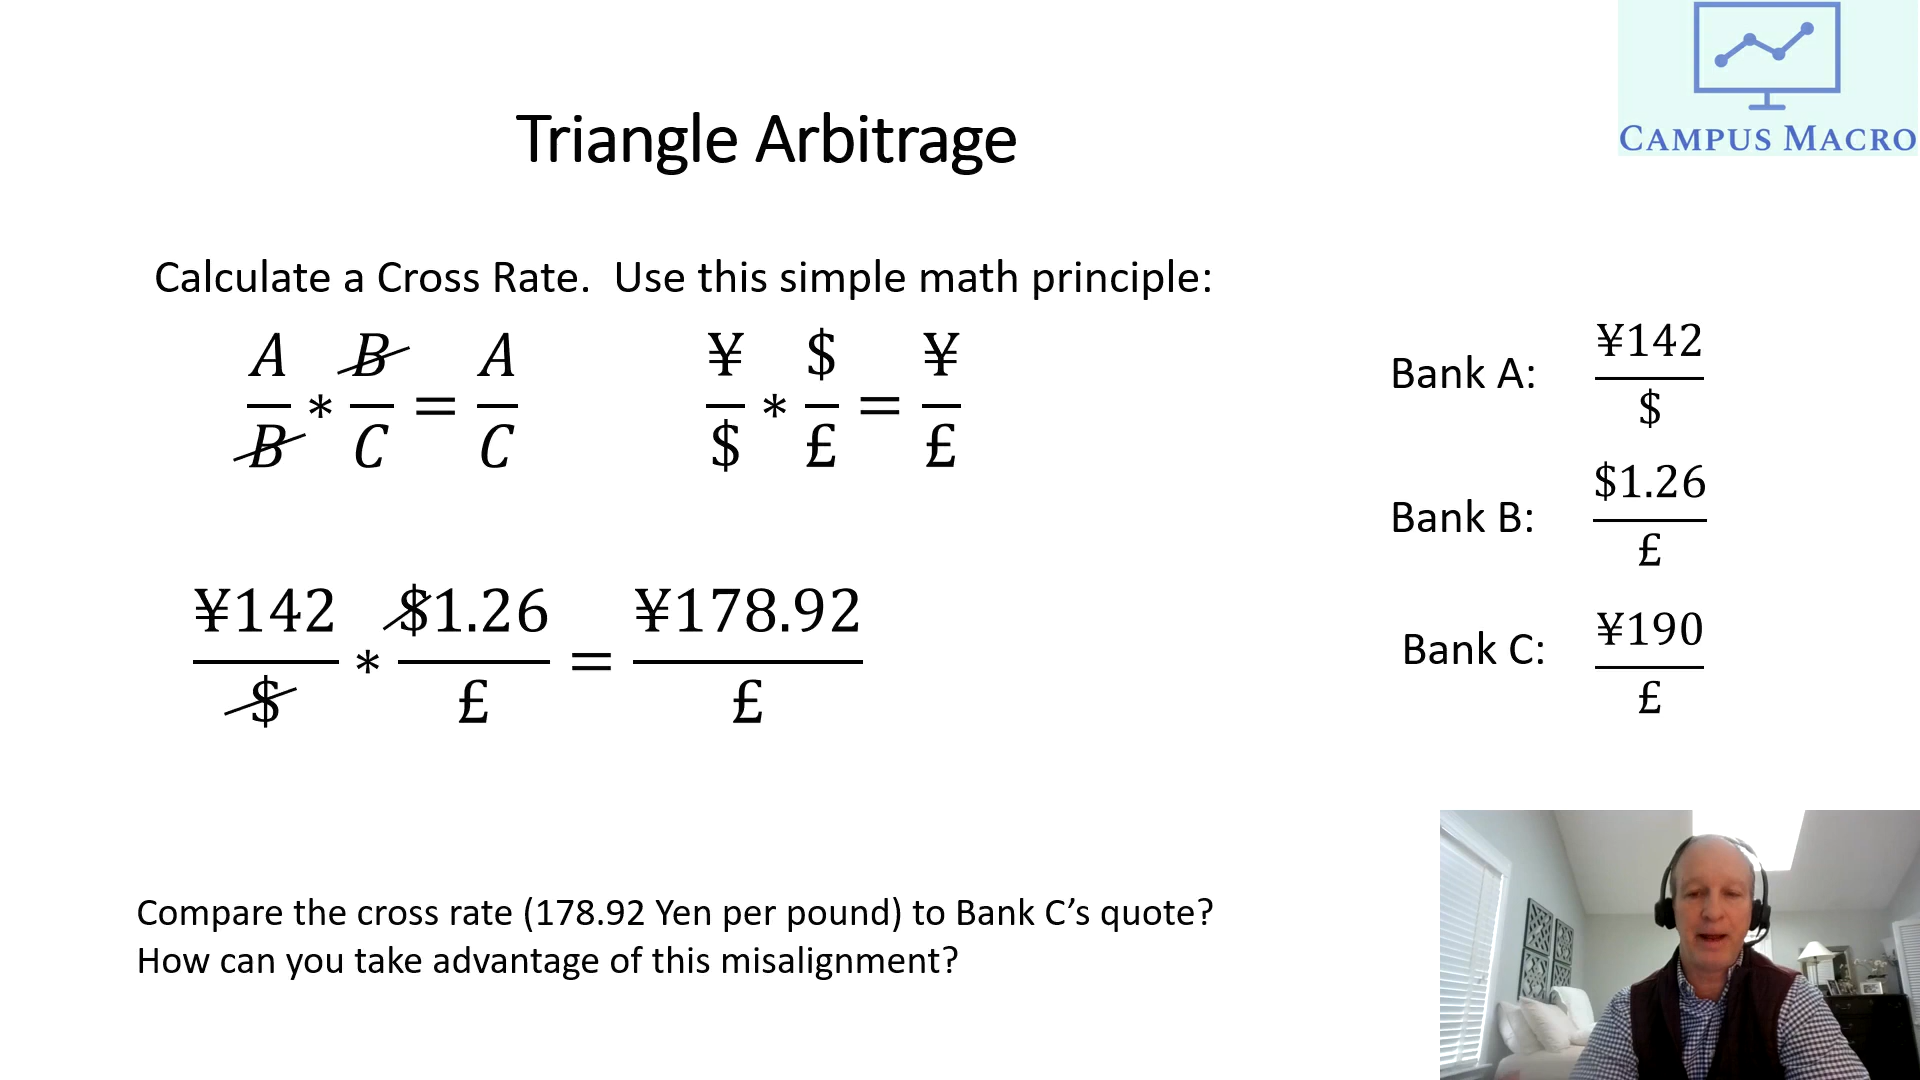 CAMPUS MACRO
Triangle Arbitrage
Calculate a Cross Rate. Use this simple math principle:
A/B * B/C = A/C
¥/$ * $/£ = ¥/£
¥142/$ * $1.26/£ = ¥178.92/£
Bank A: ¥142/$
Bank B: $1.26/£
Bank C: ¥190/£
Compare the cross rate (178.92 Yen per pound) to Bank C’s quote?
How can you take advantage of this misalignment?